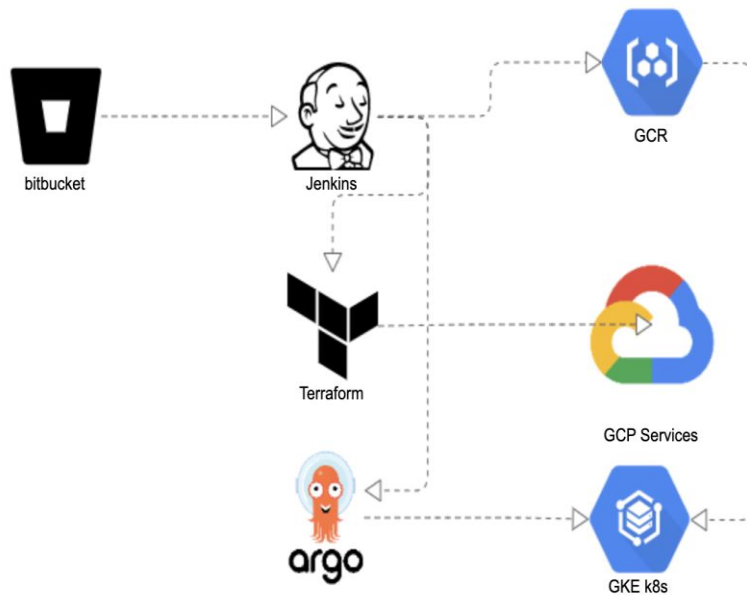 GCR
bitbucket
Jenkins
Terraform
GCP Services
argo
GKE k8s